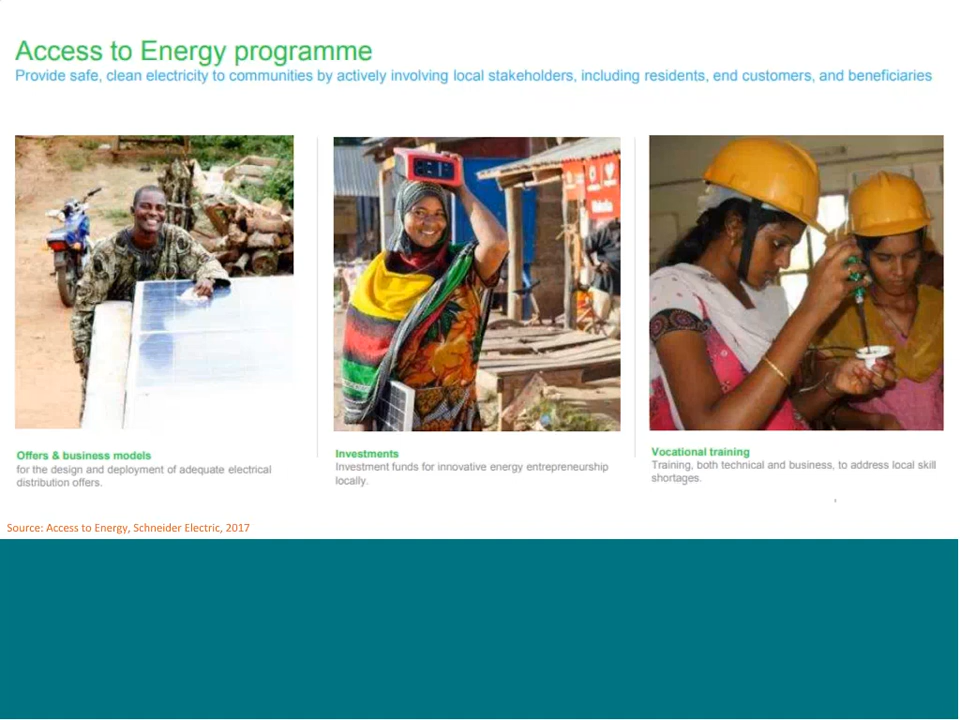 Access to Energy programme
Provide safe, clean electricity to communities by actively involving local stakeholders, including residents, end customers, and beneficiaries
Offers & business models
for the design and deployment of adequate electrical
distribution offers.
Investments
Investment funds for innovative energy entrepreneurship
locally.
Vocational training
Training, both technical and business, to address local skill
shortages.
Source: Access to Energy, Schneider Electric, 2017